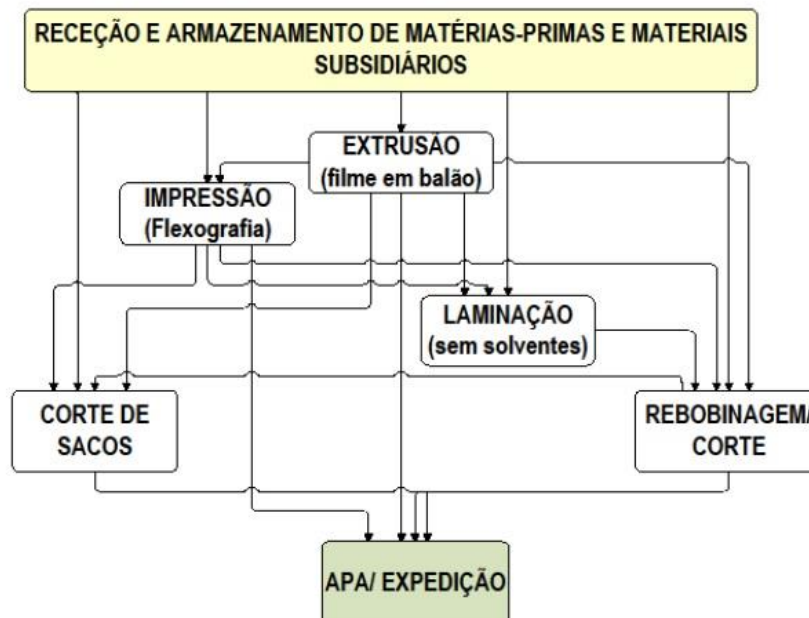 RECEÇÃO E ARMAZENAMENTO DE MATÉRIAS-PRIMAS E MATERIAIS
SUBSIDIÁRIOS
EXTRUSÃO
(filme em balão)
IMPRESSÃO
(Flexografia)
LAMINAÇÃO
(sem solventes)
CORTE DE
SACOS
REBOBINAGEM/
CORTE
APA/ EXPEDIÇÃO